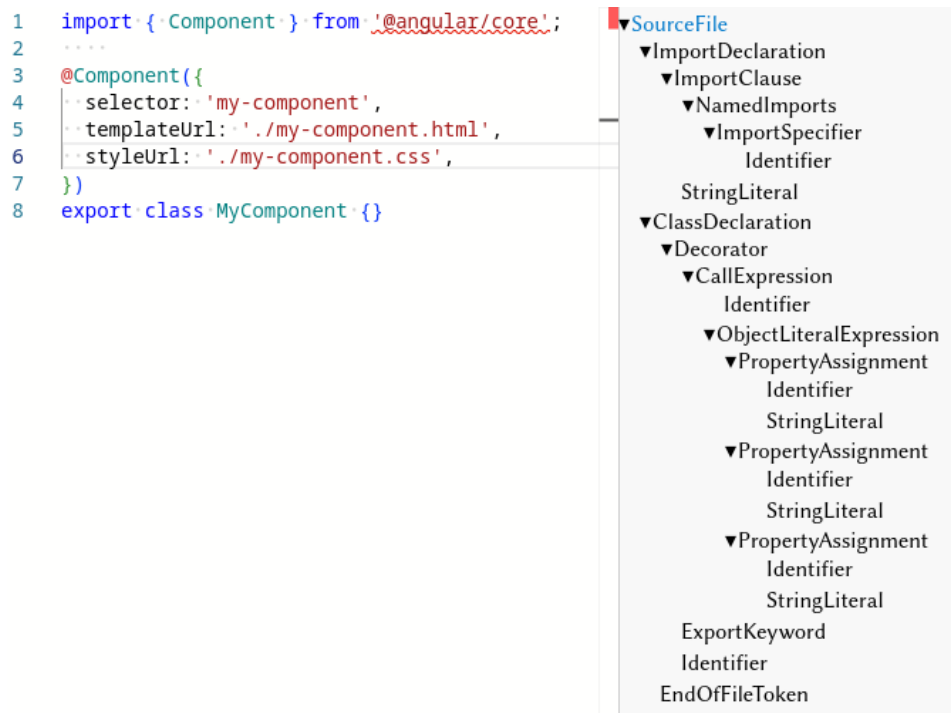 1 import { Component } from '@angular/core';
2
3 @Component({
4 selector: 'my-component',
5 templateUrl: './my-component.html',
6 styleUrl: './my-component.css',
7 })
8 export class MyComponent {}
▼SourceFile
▼ImportDeclaration
▼ImportClause
▼NamedImports
▼ImportSpecifier
Identifier
StringLiteral
▼ClassDeclaration
▼Decorator
▼CallExpression
Identifier
▼ObjectLiteralExpression
▼PropertyAssignment
Identifier
StringLiteral
▼PropertyAssignment
Identifier
StringLiteral
▼PropertyAssignment
Identifier
StringLiteral
ExportKeyword
Identifier
EndOfFileToken